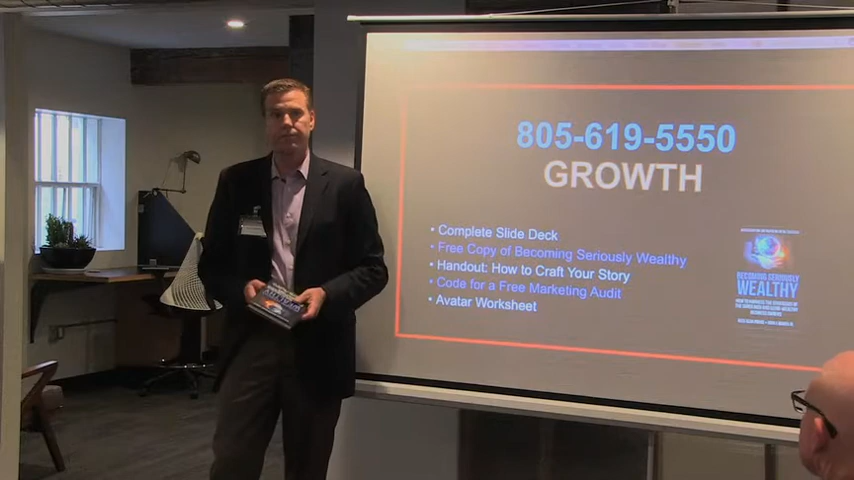 805-619-5550
GROWTH
• Complete Slide Deck
• Free Copy of Becoming Seriously Wealthy
• Handout: How to Craft Your Story
• Code for a Free Marketing Audit
• Avatar Worksheet
BECOMING SERIOUSLY
WEALTHY